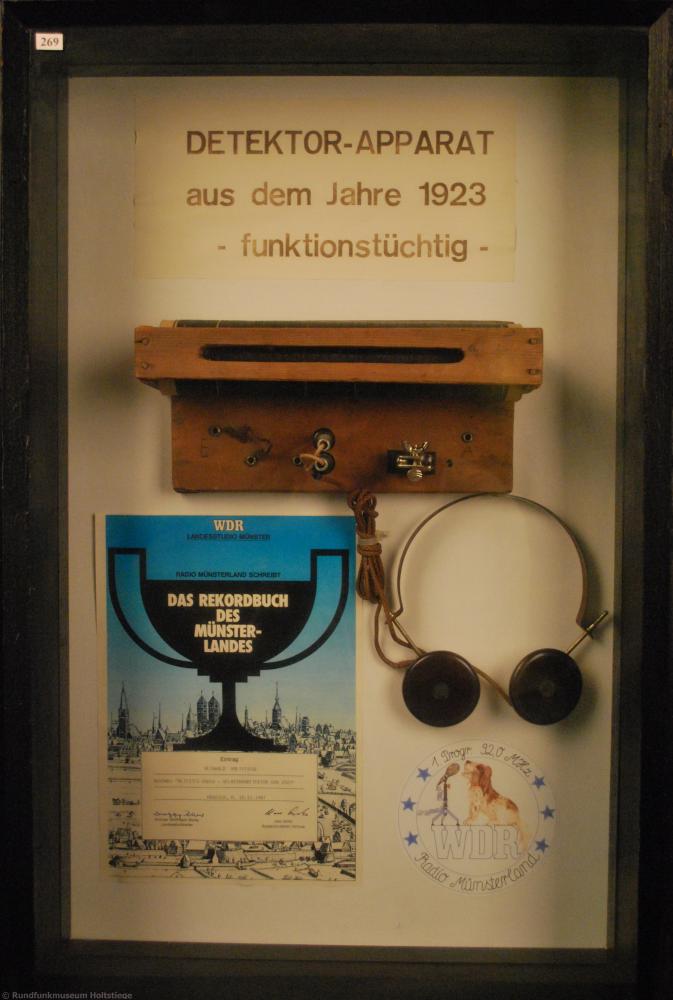 269
DETEKTOR-APPARAT
aus dem Jahre 1923
- funktionstüchtig -
WDR
LANDESSTUDIO MÜNSTER
RADIO MÜNSTERLAND SCHREIBT
DAS REKORDBUCH
DES
MÜNSTER-
LANDES
Eintrag
1. Progr. 92,0 MHz
WDR
Radio Münsterland
© Rundfunkmuseum Holtstiege